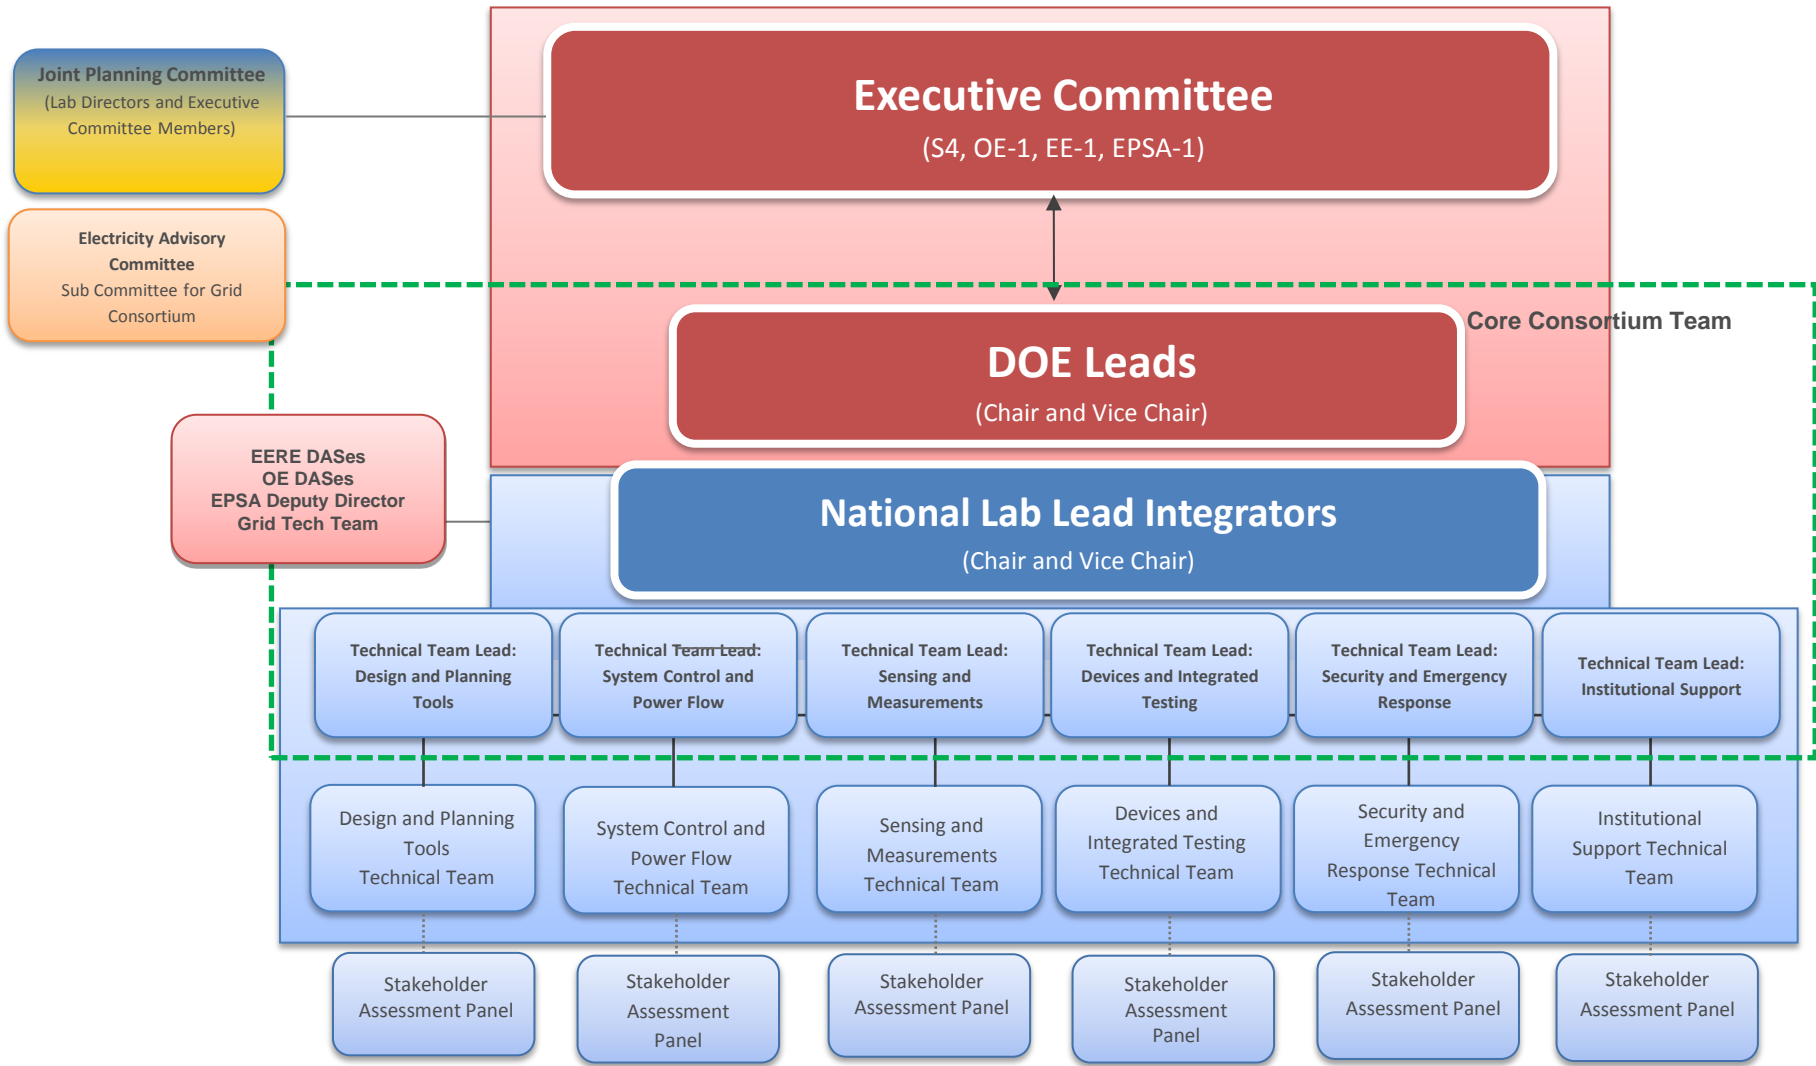 Joint Planning Committee
(Lab Directors and Executive
Committee Members)
Executive Committee
(S4, OE-1, EE-1, EPSA-1)
Electricity Advisory
Committee
Sub Committee for Grid
Consortium
Core Consortium Team
DOE Leads
(Chair and Vice Chair)
EERE DASes
OE DASes
EPSA Deputy Director
Grid Tech Team
National Lab Lead Integrators
(Chair and Vice Chair)
Technical Team Lead:
Design and Planning
Tools
Technical Team Lead:
System Control and
Power Flow
Technical Team Lead:
Sensing and
Measurements
Technical Team Lead:
Devices and Integrated
Testing
Technical Team Lead:
Security and Emergency
Response
Technical Team Lead:
Institutional Support
Design and Planning
Tools
Technical Team
System Control and
Power Flow
Technical Team
Sensing and
Measurements
Technical Team
Devices and
Integrated Testing
Technical Team
Security and
Emergency
Response Technical
Team
Institutional
Support Technical
Team
Stakeholder
Assessment Panel
Stakeholder
Assessment
Panel
Stakeholder
Assessment Panel
Stakeholder
Assessment
Panel
Stakeholder
Assessment Panel
Stakeholder
Assessment Panel